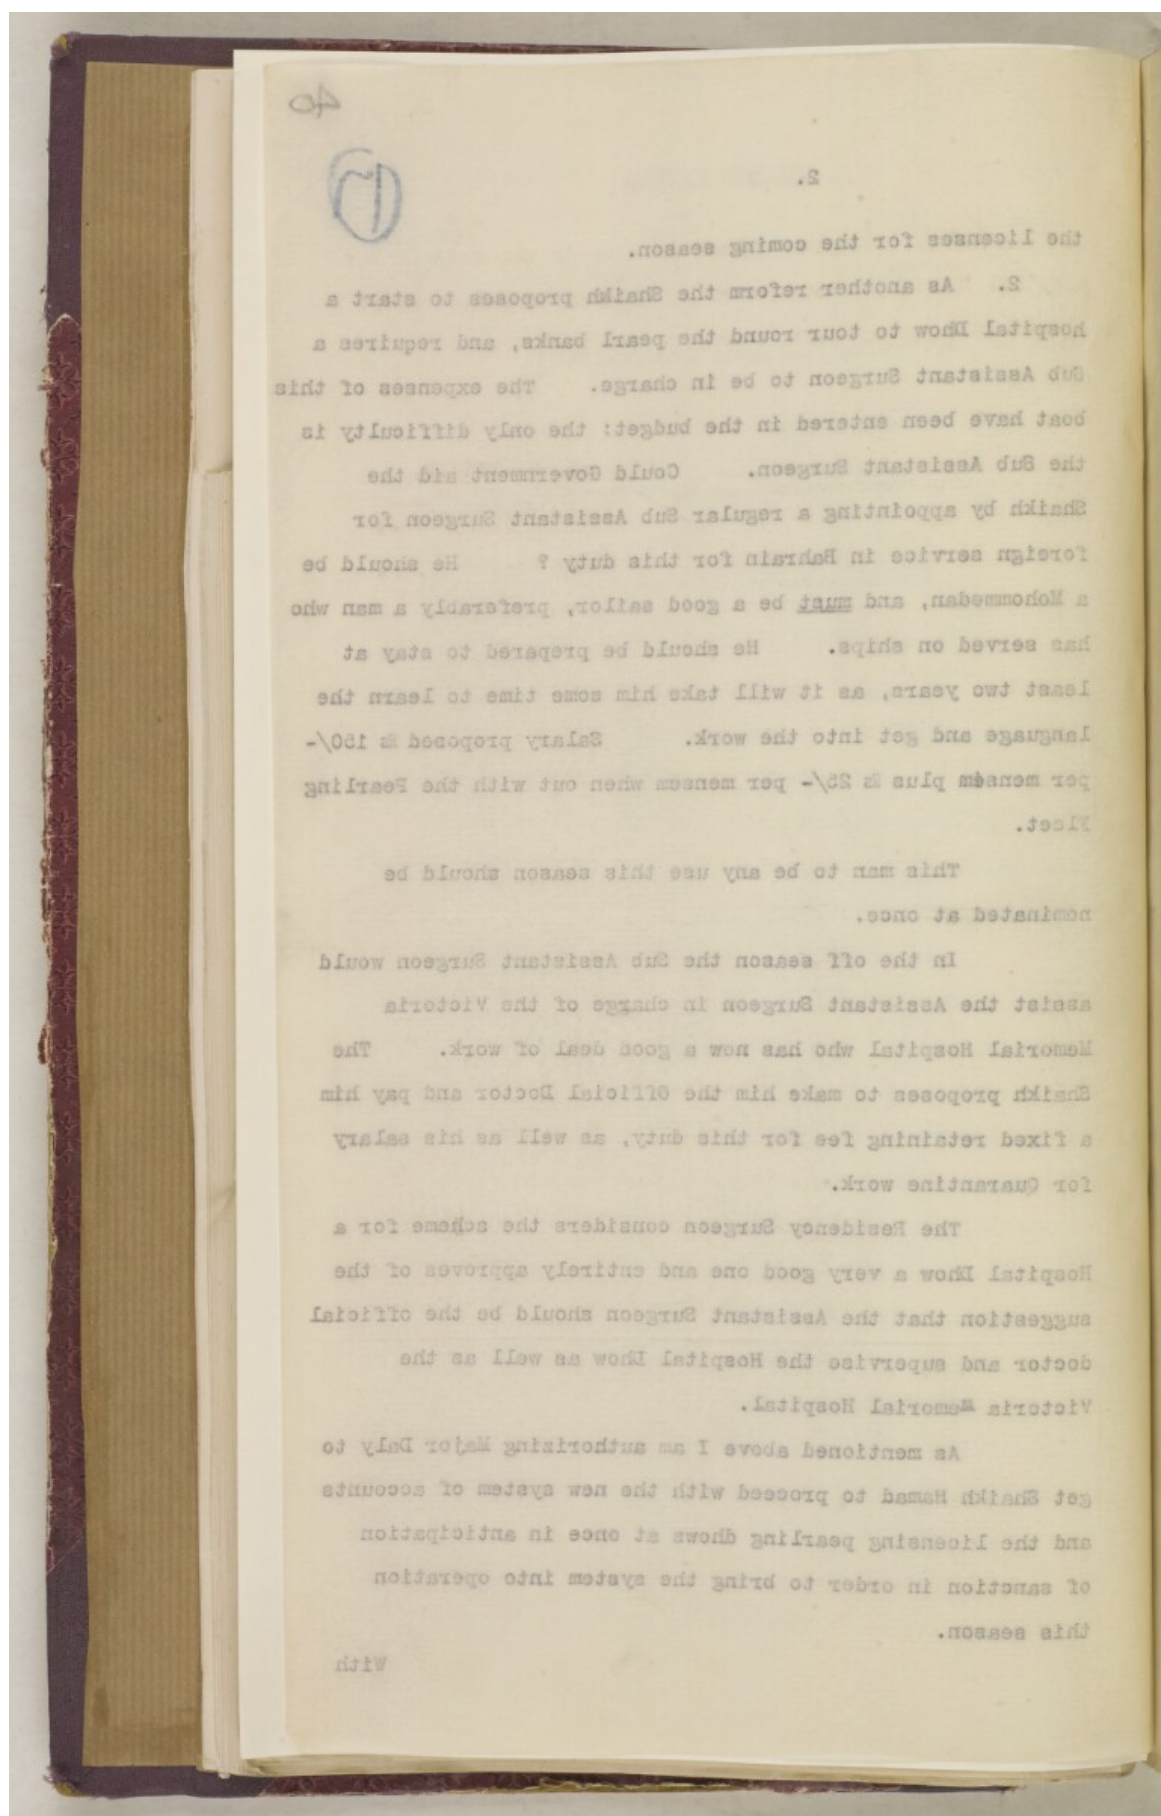 40
2.
the licenses for the coming season.
2. As another reform the Shaikh proposes to start a
hospital Dhow to tour round the pearl banks, and requires a
Sub Assistant Surgeon to be in charge. The expenses of this
boat have been entered in the budget: the only difficulty is
the Sub Assistant Surgeon. Could Government aid the
Shaikh by appointing a regular Sub Assistant Surgeon for
foreign service in Bahrain for this duty ? He should be
a Mohommedan, and must be a good sailor, preferably a man who
has served on ships. He should be prepared to stay at
least two years, as it will take him some time to learn the
language and get into the work. Salary proposed Rs 150/-
per mensem plus Rs 25/- per mensem when out with the Pearling
Fleet.
This man to be any use this season should be
nominated at once.
In the off season the Sub Assistant Surgeon would
assist the Assistant Surgeon in charge of the Victoria
Memorial Hospital who has now a good deal of work. The
Shaikh proposes to make him the Official Doctor and pay him
a fixed retaining fee for this duty, as well as his salary
for Quarantine work.
The Residency Surgeon considers the scheme for a
Hospital Dhow a very good one and entirely approves of the
suggestion that the Assistant Surgeon should be the official
doctor and supervise the Hospital Dhow as well as the
Victoria Memorial Hospital.
As mentioned above I am authorizing Major Daly to
get Shaikh Hamad to proceed with the new system of accounts
and the licensing pearling dhows at once in anticipation
of sanction in order to bring the system into operation
this season.
With